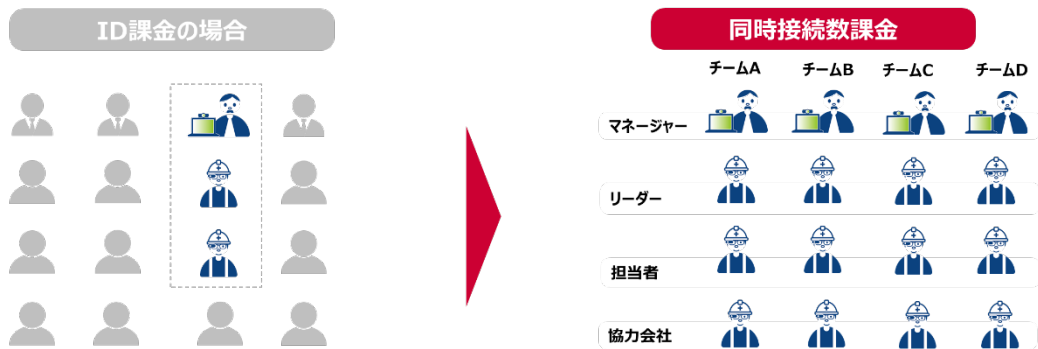 ID課金の場合
同時接続数課金
チームA
チームB
チームC
チームD
マネージャー
リーダー
担当者
協力会社